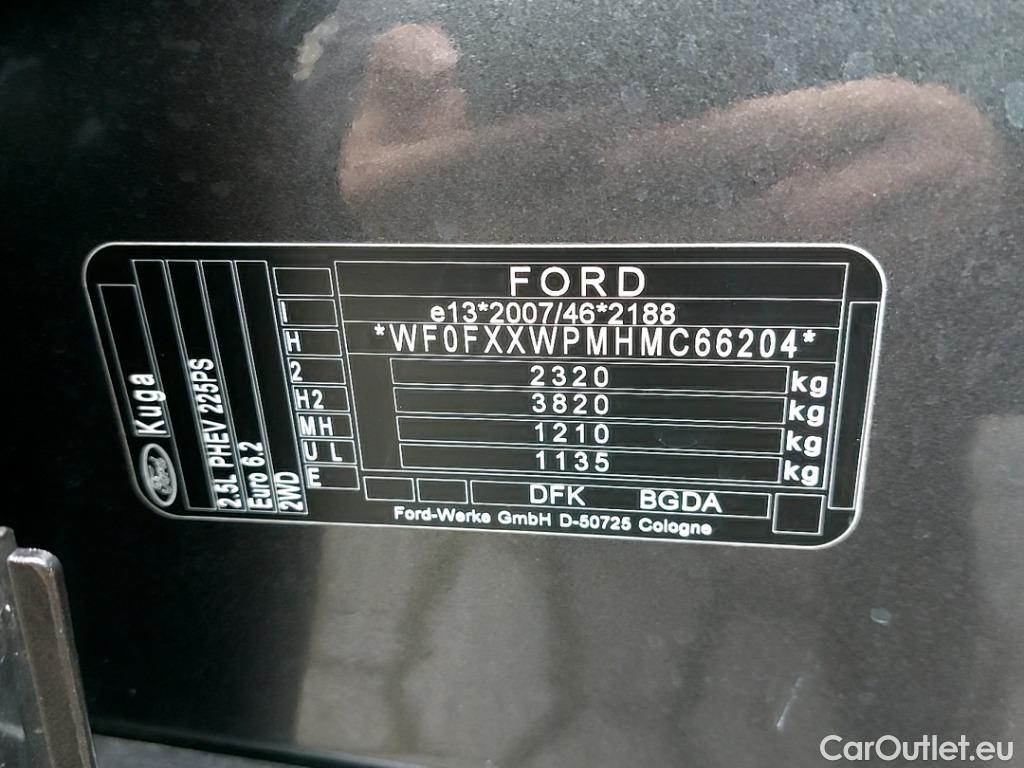 FORD
e13*2007/46*2188
*WF0FXXWPMHMC66204*
2320 kg
3820 kg
1210 kg
1135 kg
DFK BGDA
Ford-Werke GmbH D-50725 Cologne
Ford Kuga
2.5L PHEV 225PS
Euro 6.2
2WD
I
H
2
H2
MH
U L
E
CarOutlet.eu